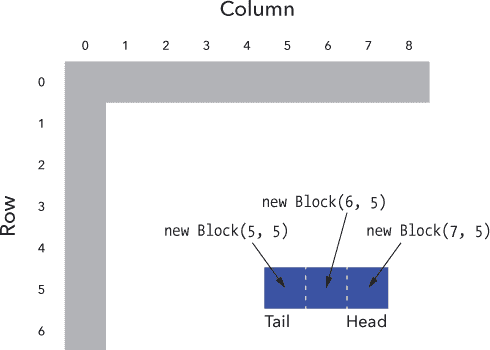 Column
0 1 2 3 4 5 6 7 8
Row
0
1
2
3
4
5
6
new Block(6, 5)
new Block(5, 5)
new Block(7, 5)
Tail
Head